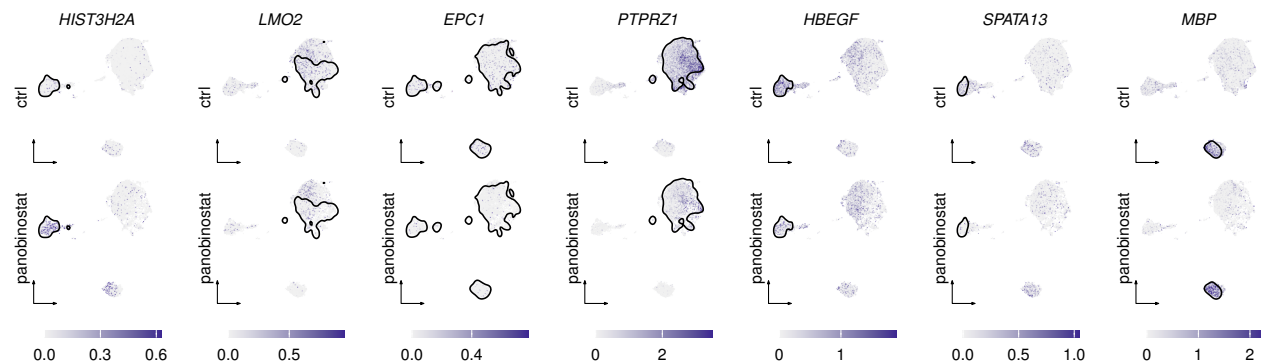 HIST3H2A LMO2 EPC1 PTPRZ1 HBEGF SPATA13 MBP
ctrl ctrl ctrl ctrl ctrl ctrl ctrl
panobinostat panobinostat panobinostat panobinostat panobinostat panobinostat panobinostat
0.0 0.3 0.6 0.0 0.5 0.0 0.4 0 2 0 1 0.0 0.5 1.0 0 1 2